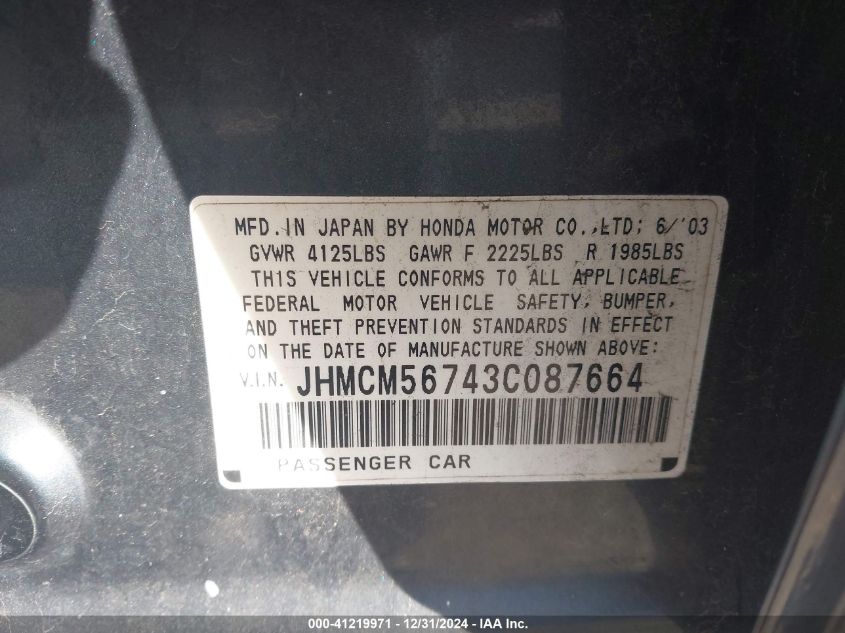 MFD. IN JAPAN BY HONDA MOTOR CO.,LTD; 6/'03
GVWR 4125LBS GAWR F 2225LBS R 1985LBS
THIS VEHICLE CONFORMS TO ALL APPLICABLE
FEDERAL MOTOR VEHICLE SAFETY, BUMPER,
AND THEFT PREVENTION STANDARDS IN EFFECT
ON THE DATE OF MANUFACTURE SHOWN ABOVE:
V.I.N. JHMCM56743C087664
PASSENGER CAR
000-41219971 - 12/31/2024 - IAA Inc.